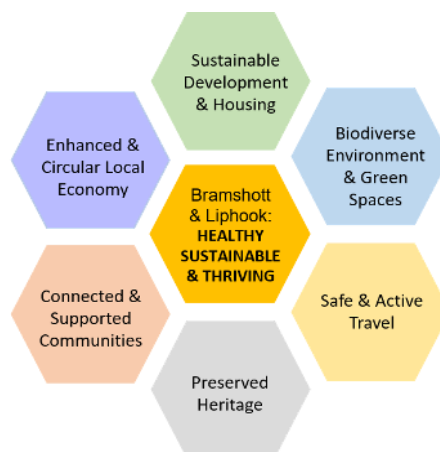 Sustainable
Development
& Housing
Enhanced &
Circular Local
Economy
Biodiverse
Environment
& Green
Spaces
Bramshott
& Liphook:
HEALTHY
SUSTAINABLE
& THRIVING
Connected &
Supported
Communities
Safe & Active
Travel
Preserved
Heritage